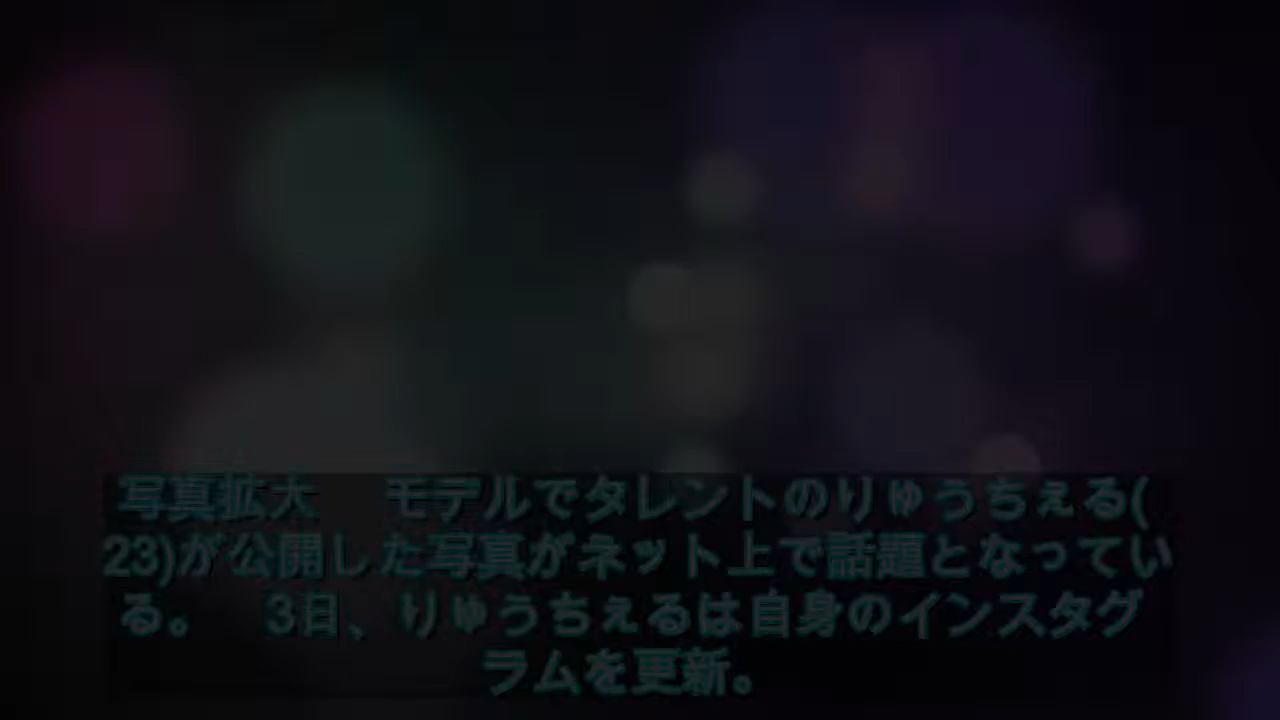 写真拡大　モデルでタレントのりゅうちぇる(
23)が公開した写真がネット上で話題となってい
る。　3日、りゅうちぇるは自身のインスタグ
ラムを更新。